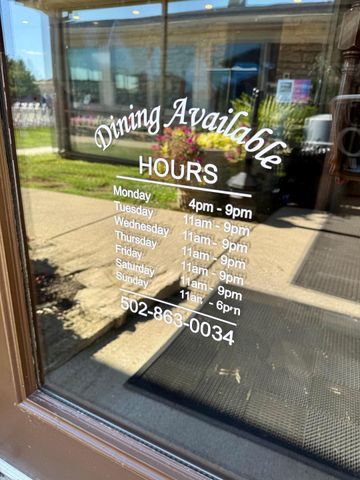 Dining Available
HOURS
Monday 4pm - 9pm
Tuesday 11am - 9pm
Wednesday 11am - 9pm
Thursday 11am - 9pm
Friday 11am - 9pm
Saturday 11am - 9pm
Sunday 11am - 6pm
502-863-0034